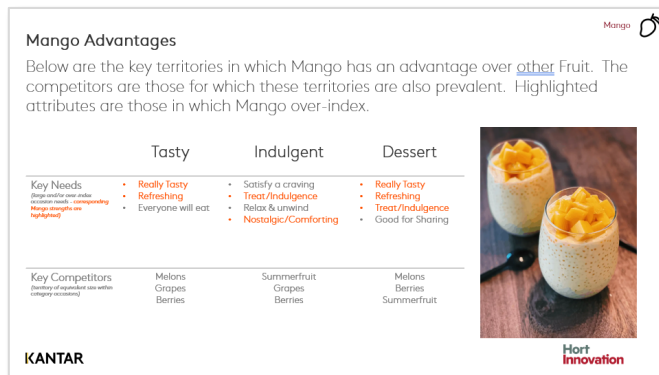 Mango
Mango Advantages
Below are the key territories in which Mango has an advantage over other Fruit. The
competitors are those for which these territories are also prevalent. Highlighted
attributes are those in which Mango over-index.
Tasty
Indulgent
Dessert
Key Needs
(large and/or over-index
occasion needs - corresponding
Mango strengths are
highlighted)
• Really Tasty
• Refreshing
• Everyone will eat
• Satisfy a craving
• Treat/Indulgence
• Relax & unwind
• Nostalgic/Comforting
• Really Tasty
• Refreshing
• Treat/Indulgence
• Good for Sharing
Key Competitors
(territory of equivalent size within
category occasions)
Melons
Grapes
Berries
Summerfruit
Grapes
Berries
Melons
Berries
Summerfruit
KANTAR
Hort
Innovation